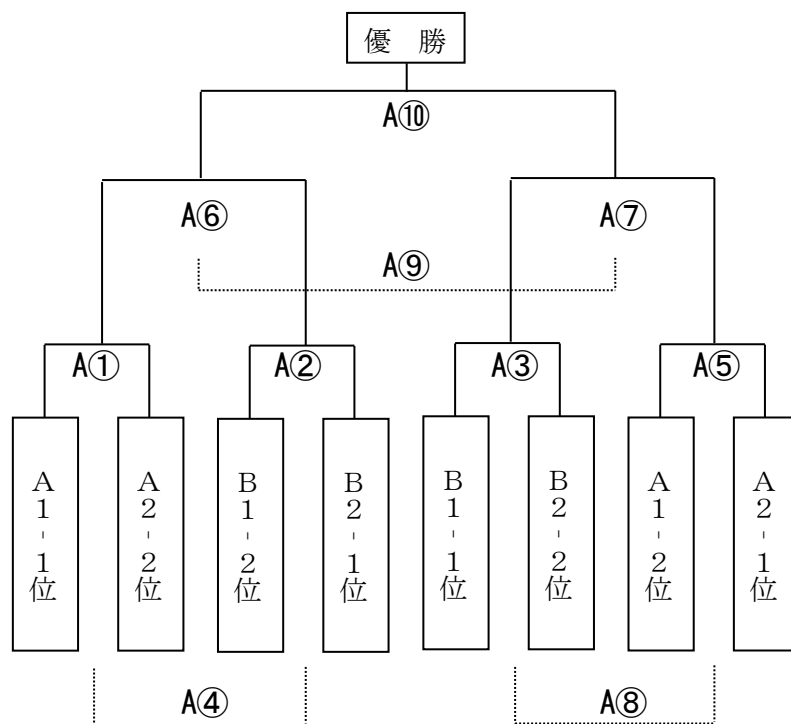 優　勝
A⑩
A⑥
A⑦
A⑨
A①
A②
A③
A⑤
A1-1位
A2-2位
B1-2位
B2-1位
B1-1位
B2-2位
A1-2位
A2-1位
A④
A⑧